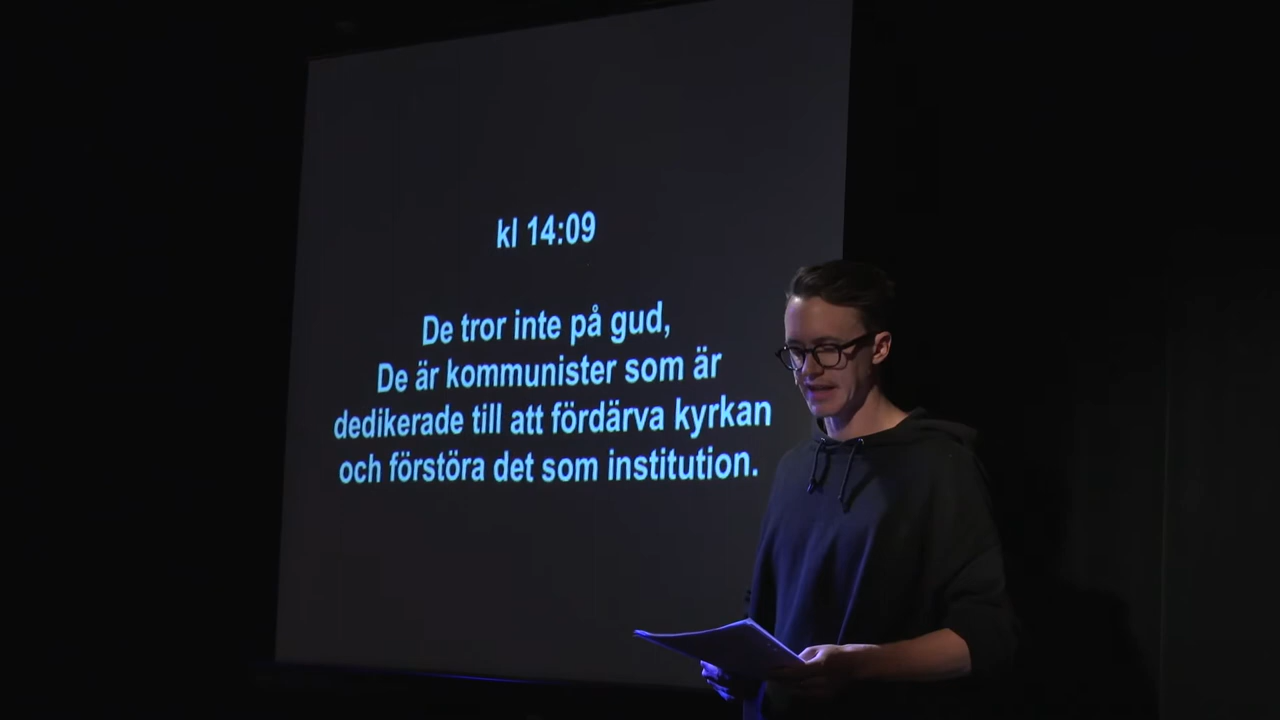 kl 14:09
De tror inte på gud,
De är kommunister som är
dedikerade till att fördärva kyrkan
och förstöra det som institution.